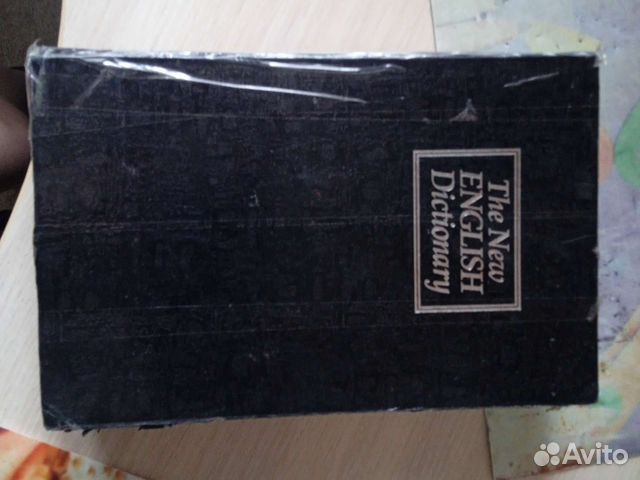 The New
ENGLISH
Dictionary
Avito